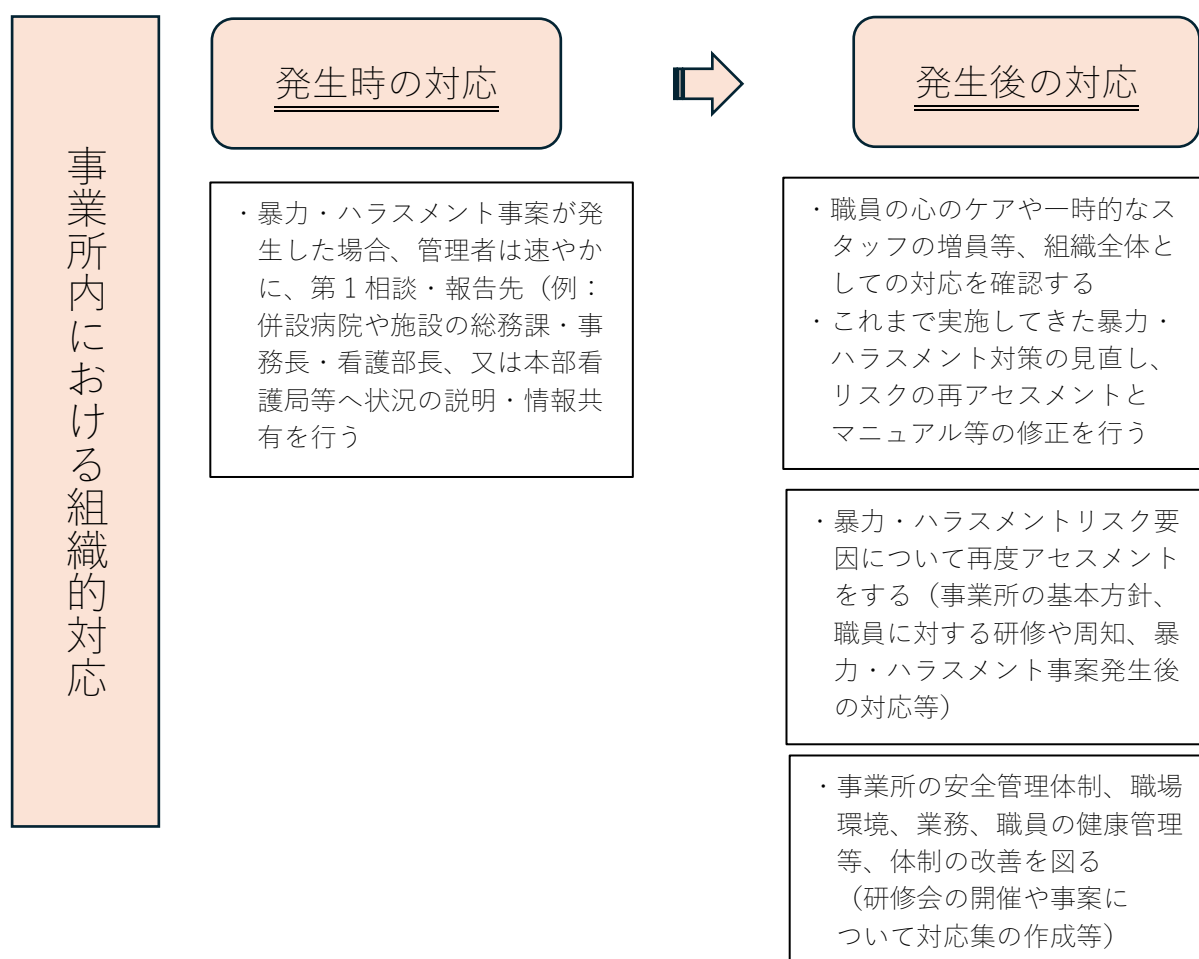 事業所内における組織的対応
発生時の対応
・暴力・ハラスメント事案が発
生した場合、管理者は速やか
に、第１相談・報告先（例：
併設病院や施設の総務課・事
務長・看護部長、又は本部看
護局等へ状況の説明・情報共
有を行う
発生後の対応
・職員の心のケアや一時的なス
タッフの増員等、組織全体と
しての対応を確認する
・これまで実施してきた暴力・
ハラスメント対策の見直し、
リスクの再アセスメントと
マニュアル等の修正を行う
・暴力・ハラスメントリスク要
因について再度アセスメント
をする（事業所の基本方針、
職員に対する研修や周知、暴
力・ハラスメント事案発生後
の対応等）
・事業所の安全管理体制、職場
環境、業務、職員の健康管理
等、体制の改善を図る
（研修会の開催や事案に
ついて対応集の作成等）